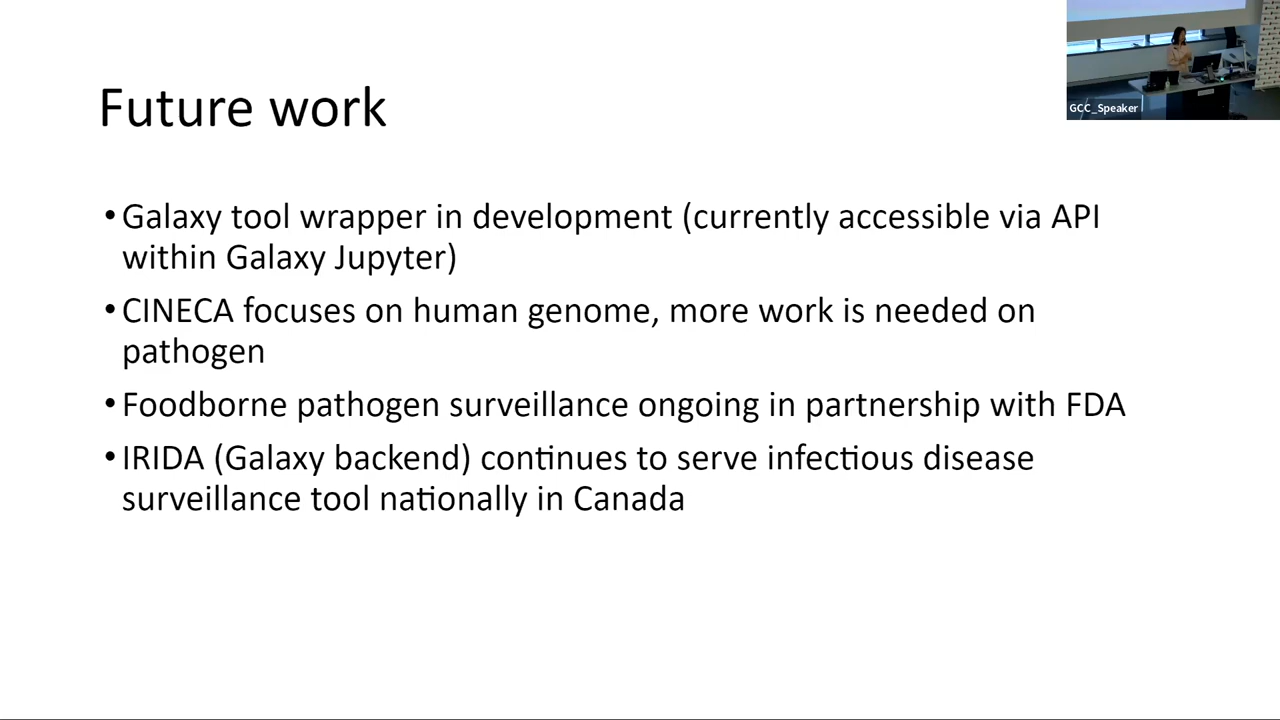 Future work
• Galaxy tool wrapper in development (currently accessible via API
within Galaxy Jupyter)
• CINECA focuses on human genome, more work is needed on
pathogen
• Foodborne pathogen surveillance ongoing in partnership with FDA
• IRIDA (Galaxy backend) continues to serve infectious disease
surveillance tool nationally in Canada
GCC_Speaker